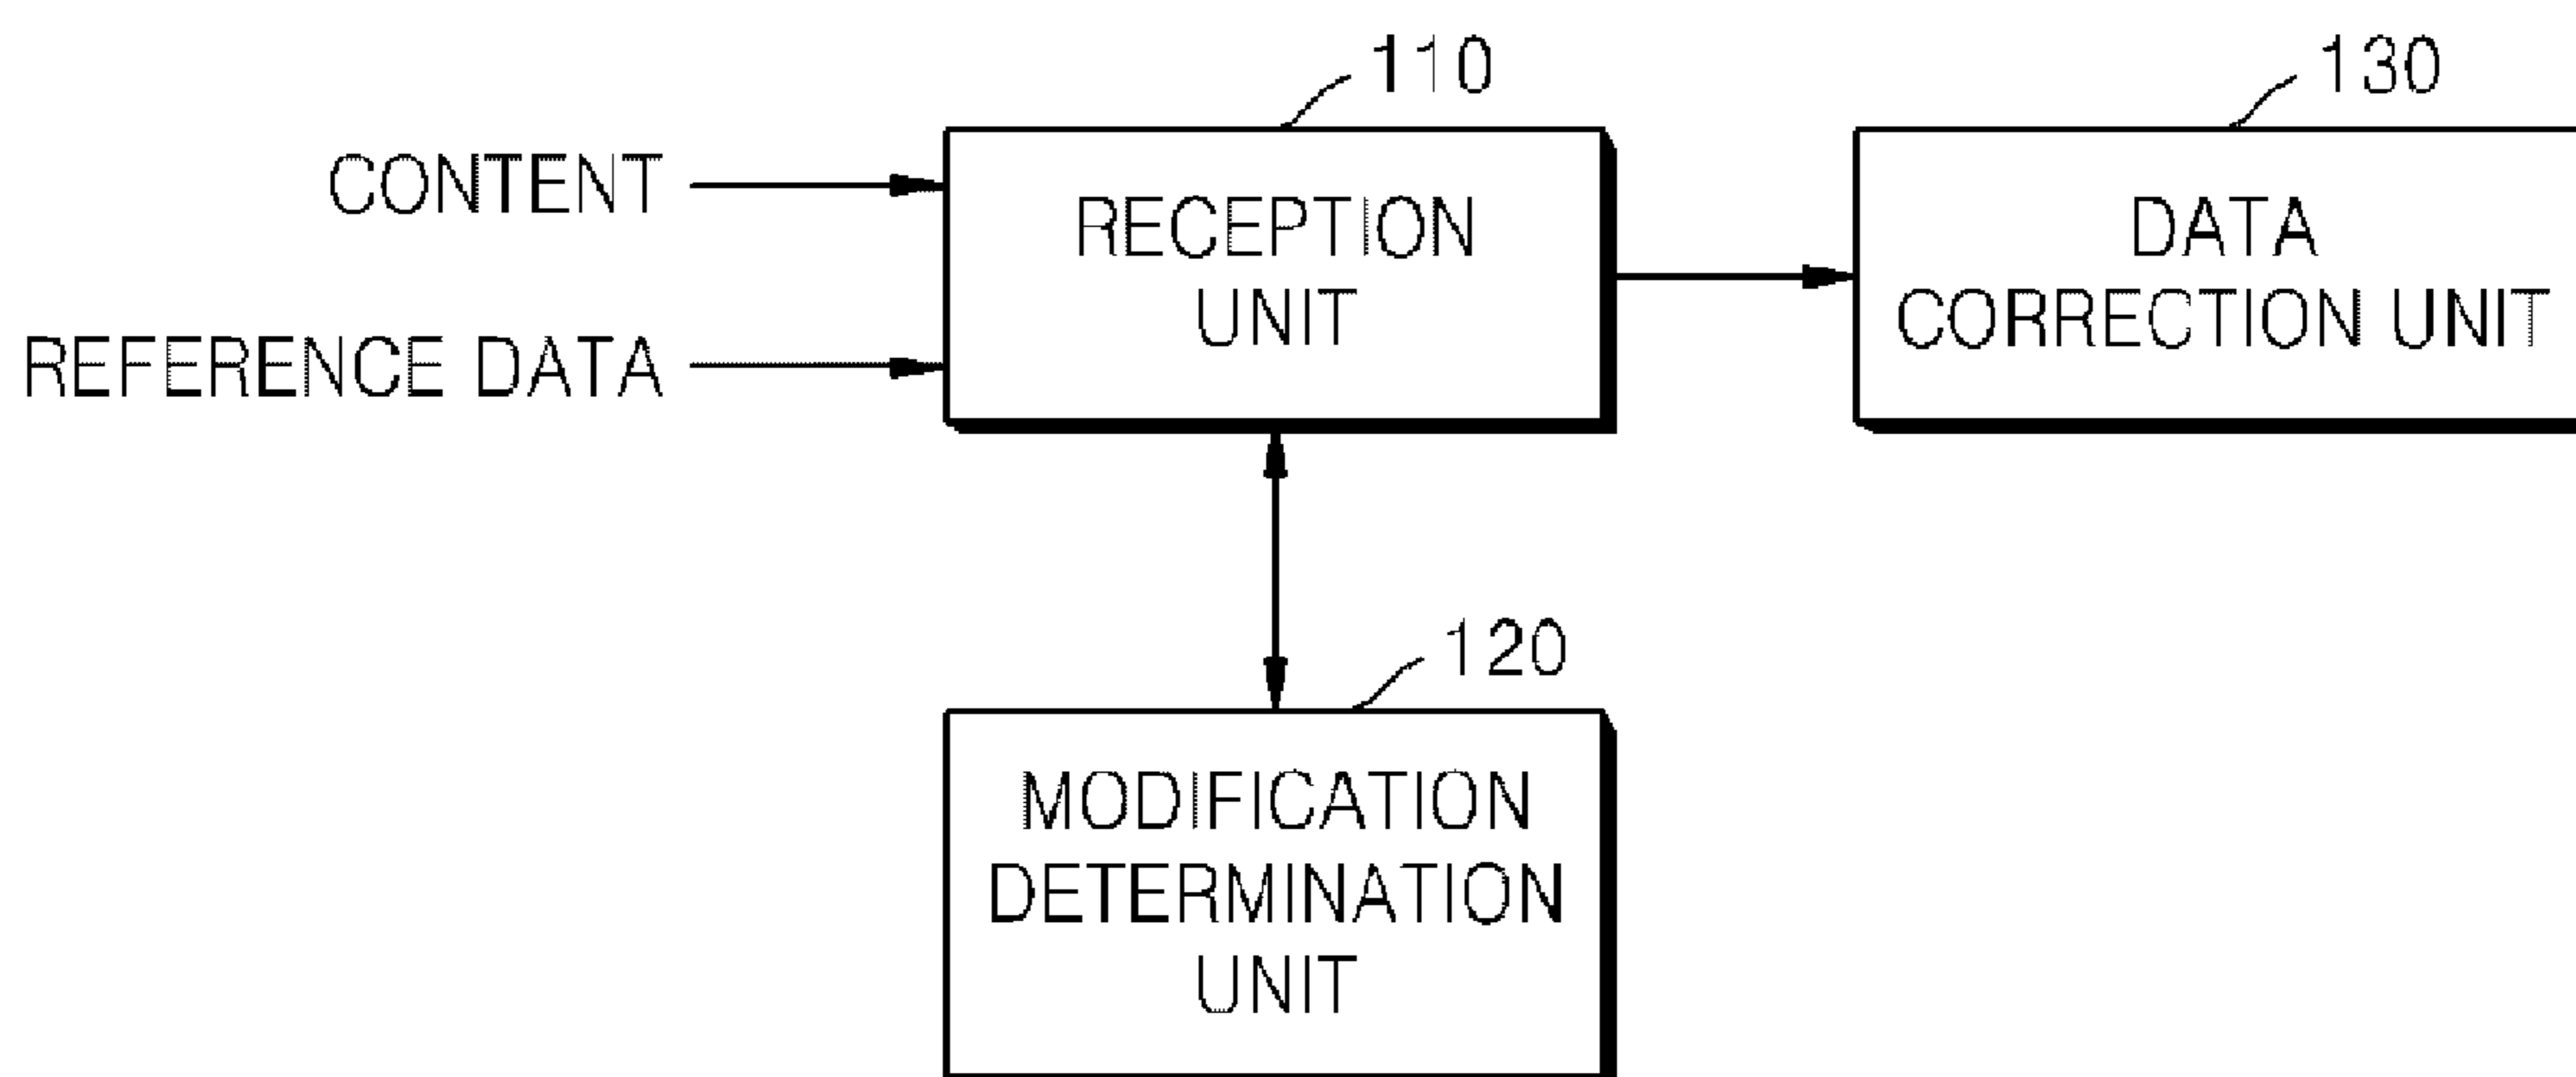 110
130
CONTENT
RECEPTION
UNIT
DATA
CORRECTION UNIT
REFERENCE DATA
120
MODIFICATION
DETERMINATION
UNIT